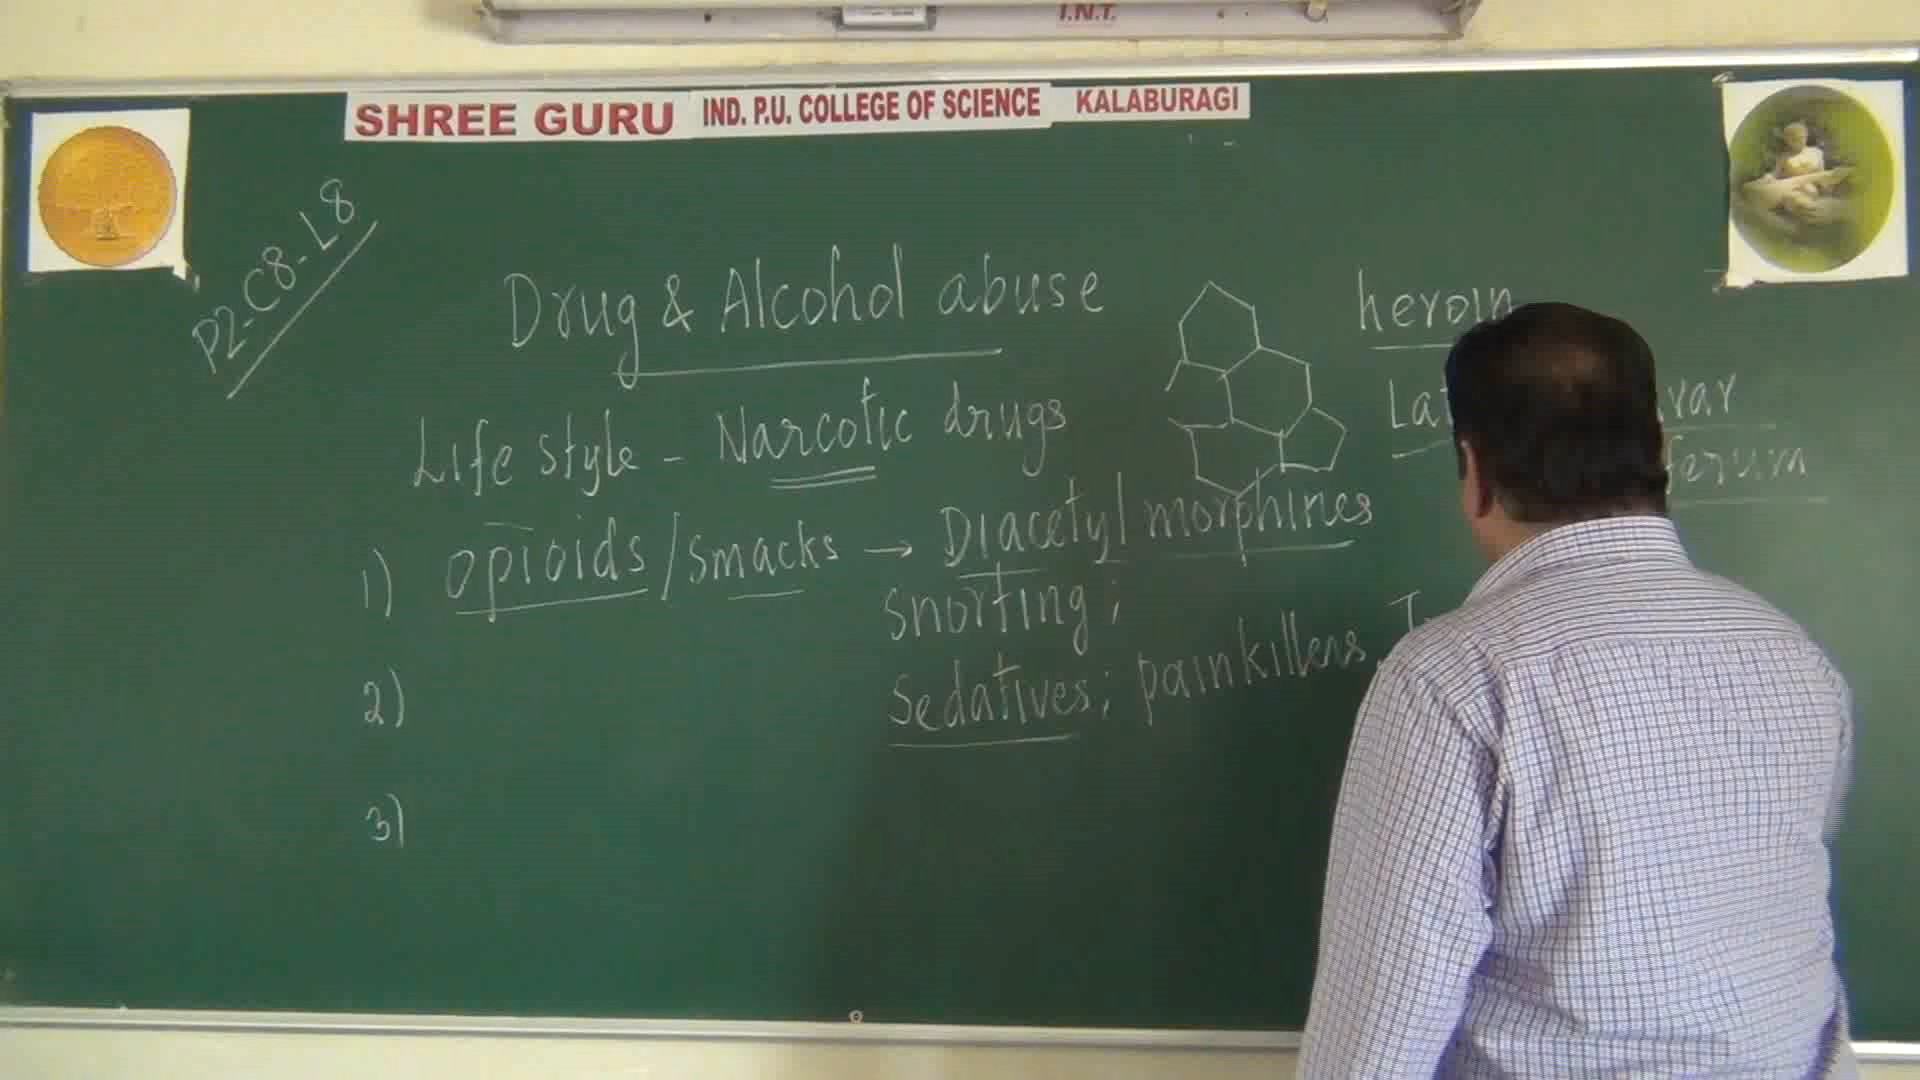 I.N.T.
SHREE GURU IND. P.U. COLLEGE OF SCIENCE KALABURAGI
P2-C8-L8
Drug & Alcohol abuse
heroin
Life style - Narcotic drugs
1) Opioids/smacks → Diacetyl morphines
snorting;
Sedatives; painkillers
2)
3)